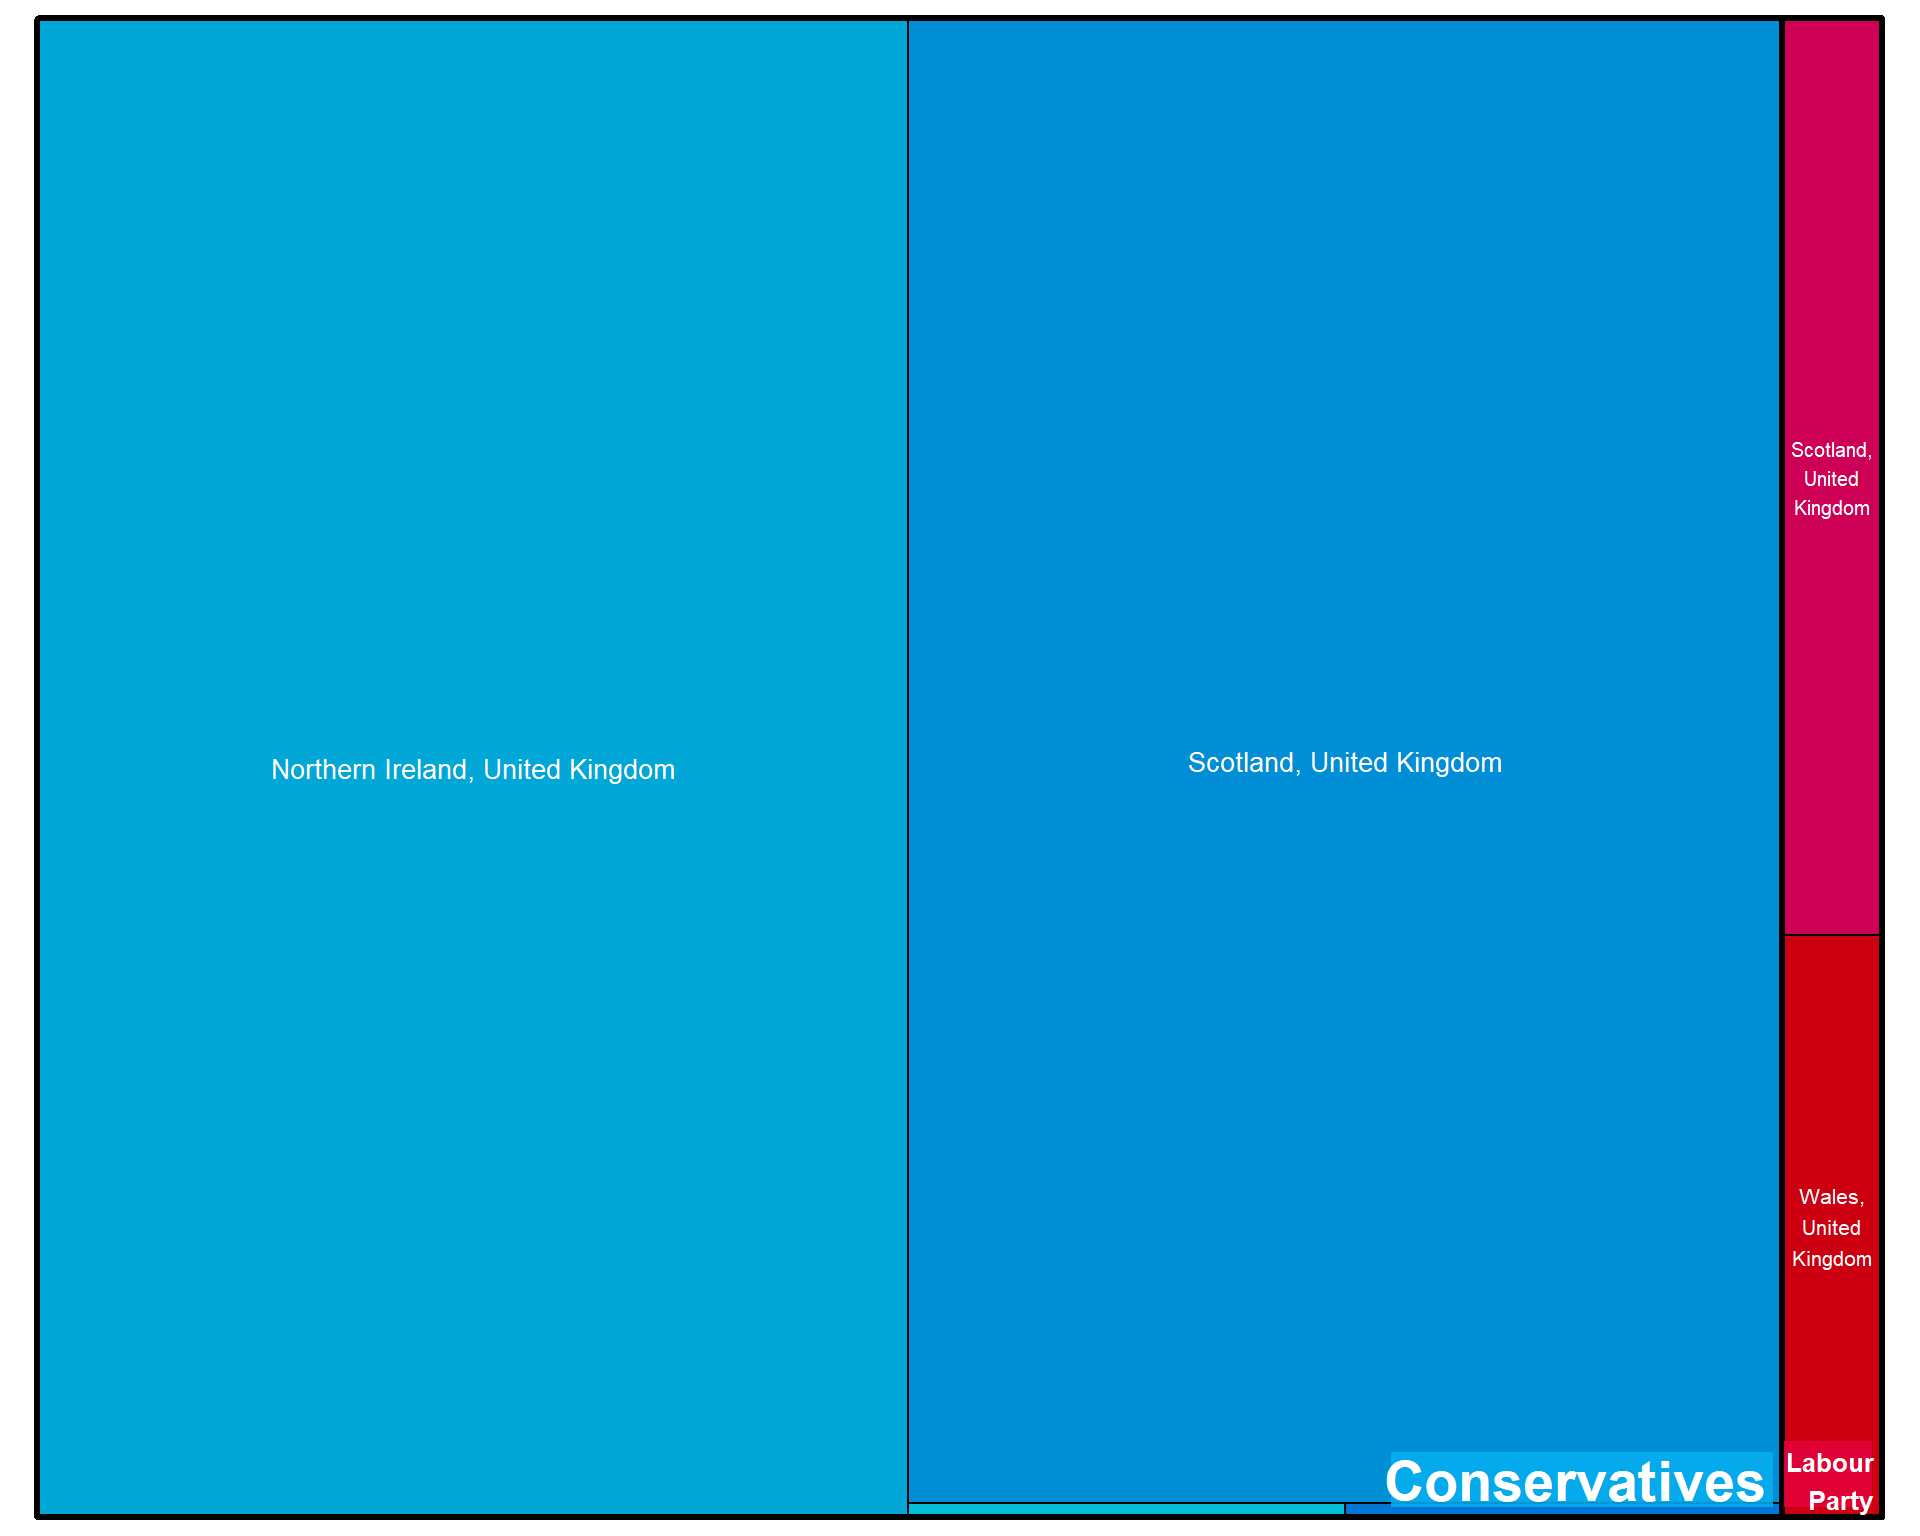 Northern Ireland, United Kingdom
Scotland, United Kingdom
Scotland,
United
Kingdom
Wales,
United
Kingdom
Conservatives
Labour
Party